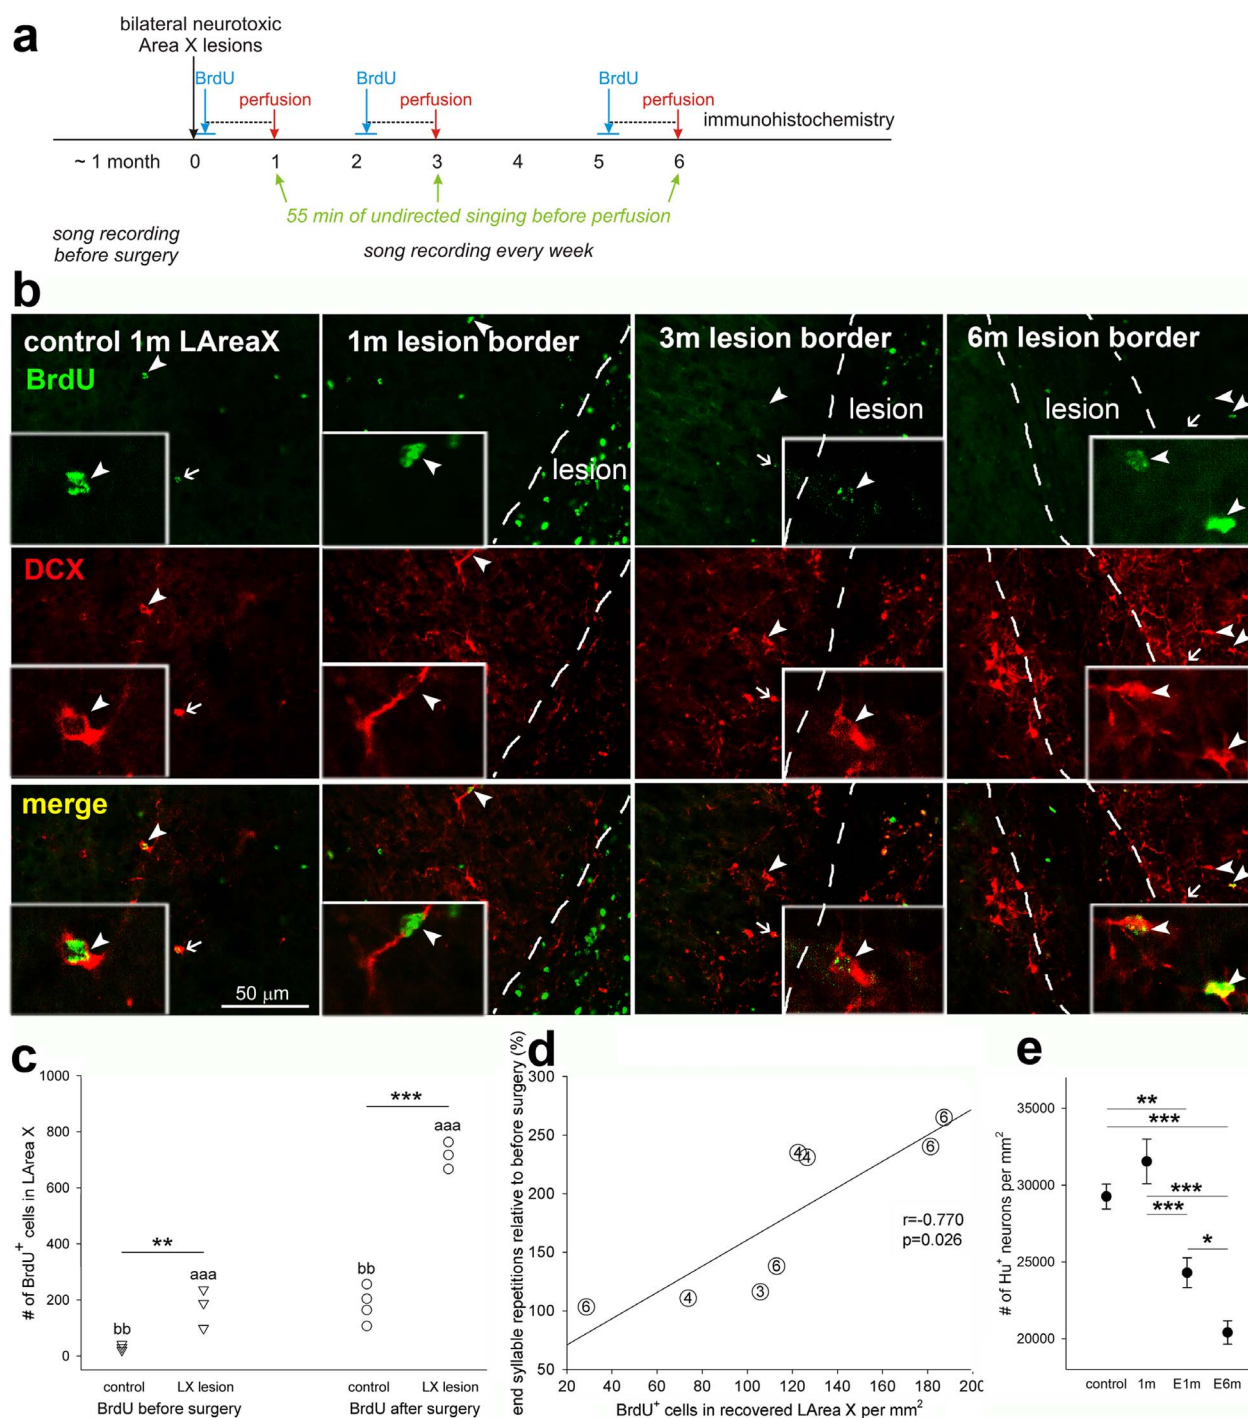 a
bilateral neurotoxic
Area X lesions
BrdU
BrdU
BrdU
perfusion
perfusion
perfusion
immunohistochemistry
~ 1 month
0
1
2
3
4
5
6
55 min of undirected singing before perfusion
song recording
before surgery
song recording every week
b
control 1m LAreaX
1m lesion border
3m lesion border
6m lesion border
BrdU
lesion
lesion
lesion
DCX
merge
50 µm
c
# of BrdU+ cells in LArea X
1000
800
600
400
200
0
bb
**
aaa
bb
***
aaa
control
LX lesion
control
LX lesion
BrdU before surgery
BrdU after surgery
d
end syllable repetitions relative to before surgery (%)
300
250
200
150
100
50
6
4
3
6
4
4
6
6
r=-0.770
p=0.026
20 40 60 80 100 120 140 160 180 200
BrdU+ cells in recovered LArea X per mm2
e
# of Hu+ neurons per mm2
35000
30000
25000
20000
**
***
***
***
*
control
1m
E1m
E6m